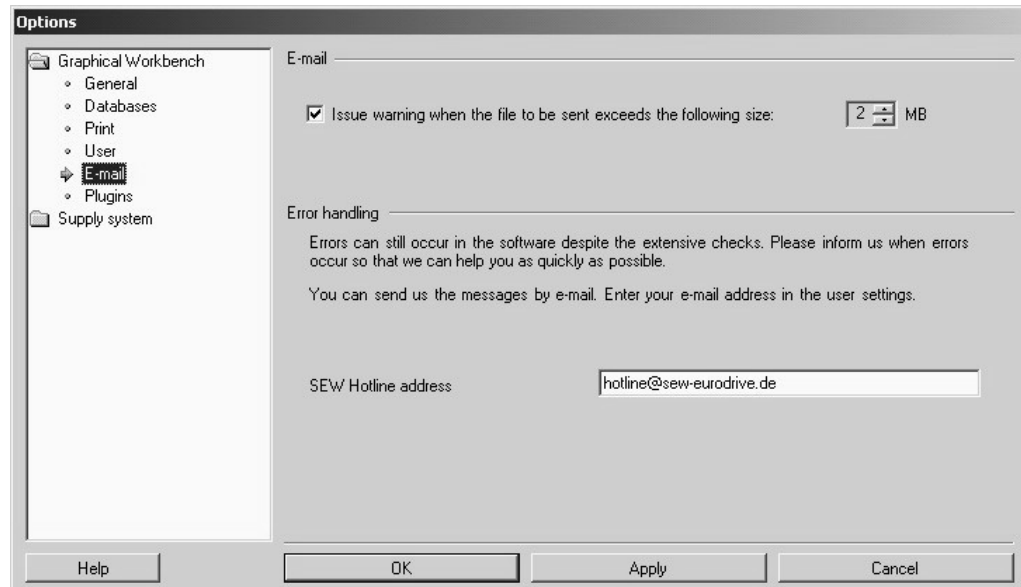 Options
Graphical Workbench
General
Databases
Print
User
E-mail
Plugins
Supply system
E-mail
Issue warning when the file to be sent exceeds the following size: 2 MB
Error handling
Errors can still occur in the software despite the extensive checks. Please inform us when errors
occur so that we can help you as quickly as possible.
You can send us the messages by e-mail. Enter your e-mail address in the user settings.
SEW Hotline address hotline@sew-eurodrive.de
Help OK Apply Cancel